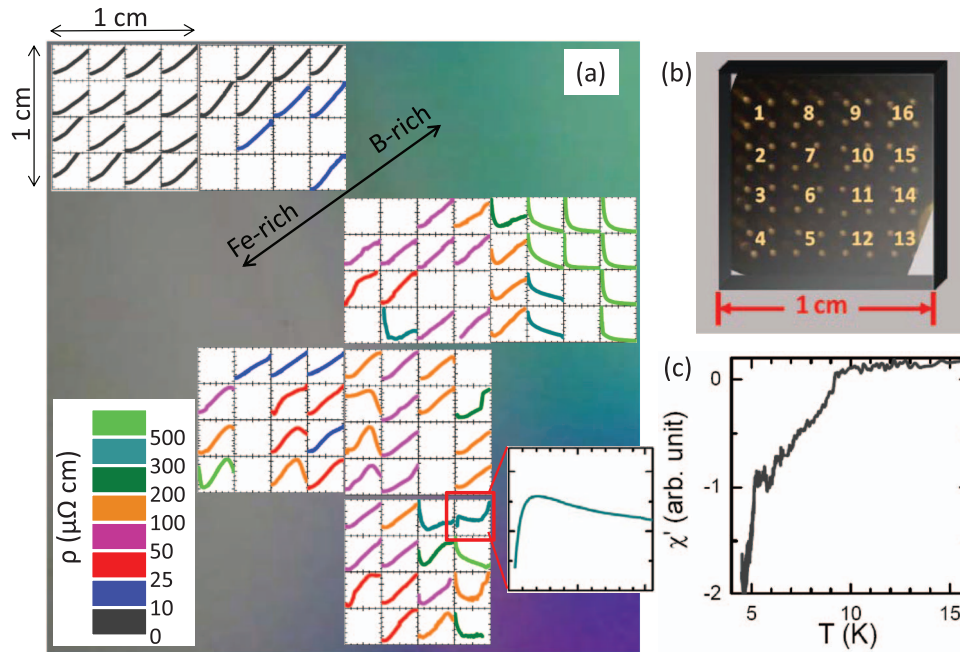 1 cm
1 cm
(a)
B-rich
Fe-rich
ρ (μΩ cm)
500
300
200
100
50
25
10
0
(b)
1 8 9 16
2 7 10 15
3 6 11 14
4 5 12 13
1 cm
(c)
χ' (arb. unit)
0
-1
-2
5 10 15
T (K)